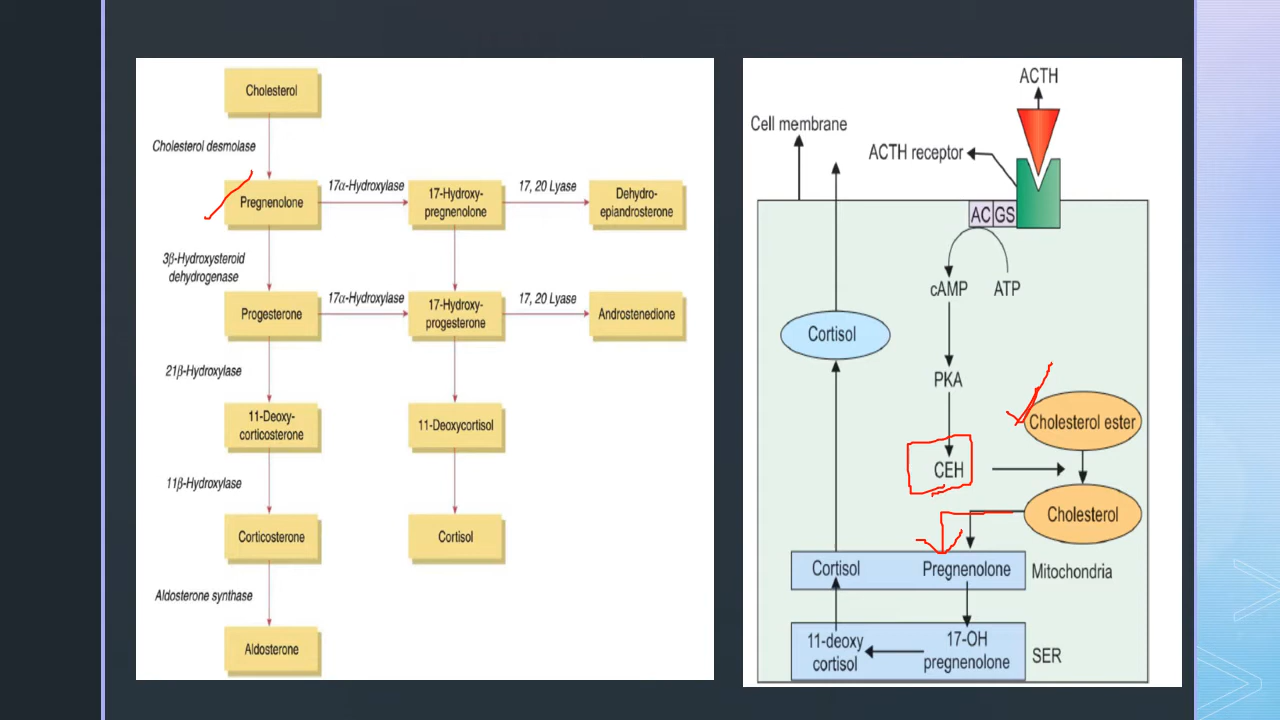 Cholesterol
Cholesterol desmolase
Pregnenolone
17α-Hydroxylase
17-Hydroxy-
pregnenolone
17, 20 Lyase
Dehydro-
epiandrosterone
3β-Hydroxysteroid
dehydrogenase
Progesterone
17α-Hydroxylase
17-Hydroxy-
progesterone
17, 20 Lyase
Androstenedione
21β-Hydroxylase
11-Deoxy-
corticosterone
11-Deoxycortisol
11β-Hydroxylase
Corticosterone
Cortisol
Aldosterone synthase
Aldosterone
ACTH
Cell membrane
ACTH receptor
AC GS
cAMP
ATP
Cortisol
PKA
Cholesterol ester
CEH
Cholesterol
Cortisol
Pregnenolone
Mitochondria
11-deoxy
cortisol
17-OH
pregnenolone
SER